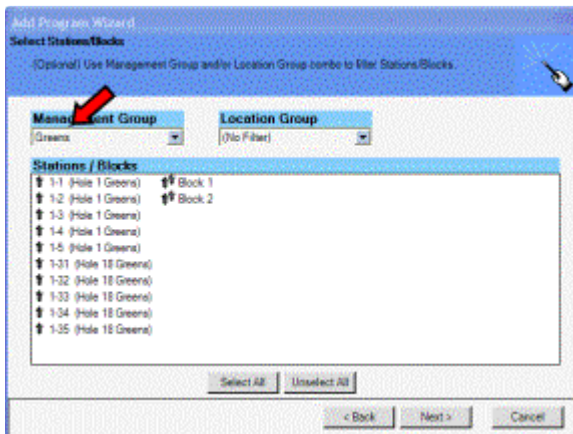 Add Program Wizard
Select Stations/Blocks
(Optional) Use Management Group and/or Location Group combo to filter Stations/Blocks.
Management Group Location Group
Greens (No Filter)
Stations / Blocks
1-1 (Hole 1 Greens) Block 1
1-2 (Hole 1 Greens) Block 2
1-3 (Hole 1 Greens)
1-4 (Hole 1 Greens)
1-5 (Hole 1 Greens)
1-31 (Hole 18 Greens)
1-32 (Hole 18 Greens)
1-33 (Hole 18 Greens)
1-34 (Hole 18 Greens)
1-35 (Hole 18 Greens)
Select All Unselect All
< Back Next > Cancel